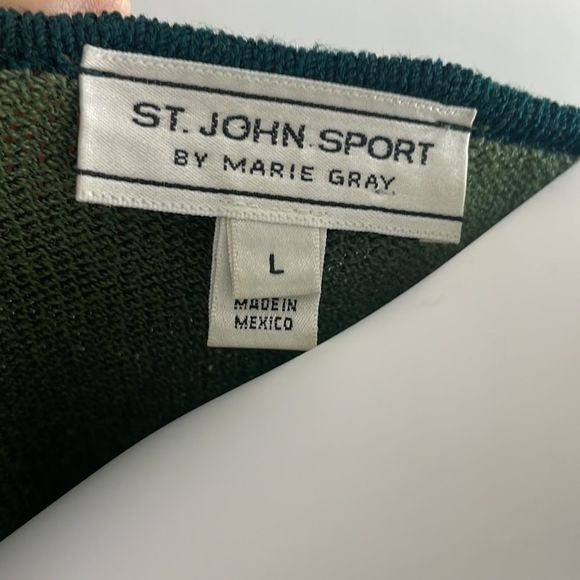 ST. JOHN. SPORT
BY MARIE GRAY
L
MADE IN
MEXICO